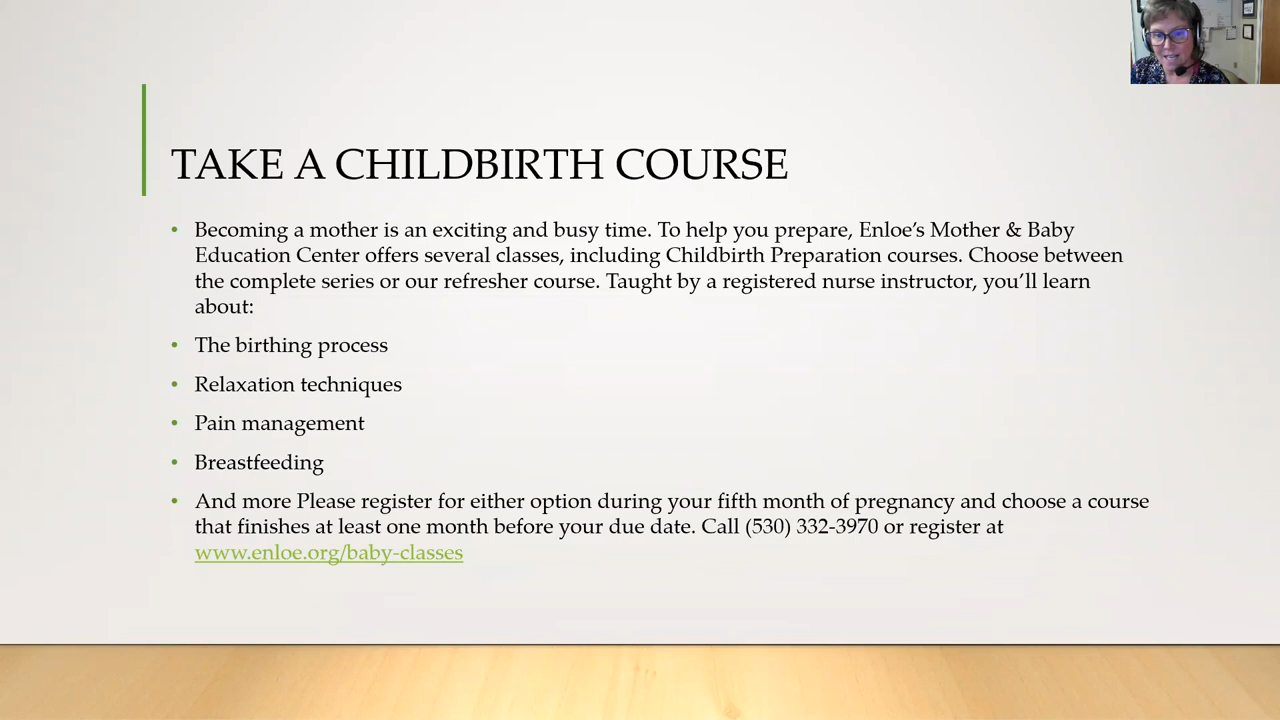 TAKE A CHILDBIRTH COURSE
• Becoming a mother is an exciting and busy time. To help you prepare, Enloe’s Mother & Baby
Education Center offers several classes, including Childbirth Preparation courses. Choose between
the complete series or our refresher course. Taught by a registered nurse instructor, you’ll learn
about:
• The birthing process
• Relaxation techniques
• Pain management
• Breastfeeding
• And more Please register for either option during your fifth month of pregnancy and choose a course
that finishes at least one month before your due date. Call (530) 332-3970 or register at
www.enloe.org/baby-classes